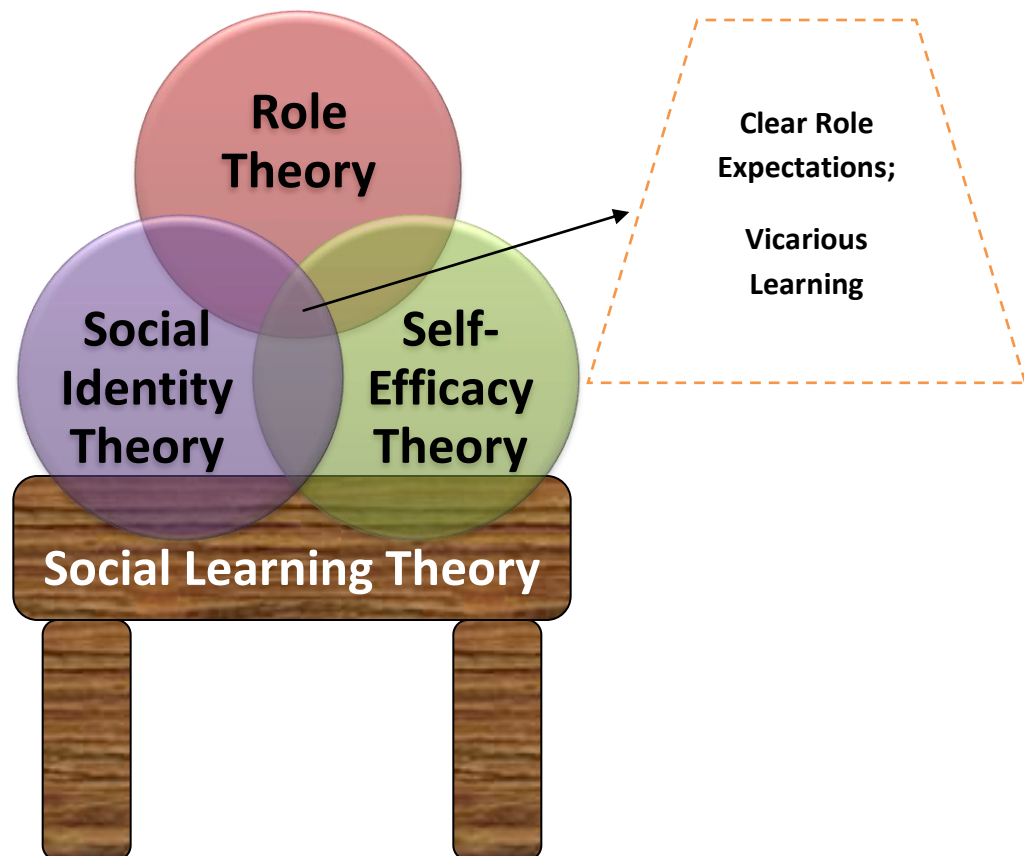 Role
Theory
Clear Role
Expectations;
Vicarious
Learning
Social
Identity
Theory
Self-
Efficacy
Theory
Social Learning Theory